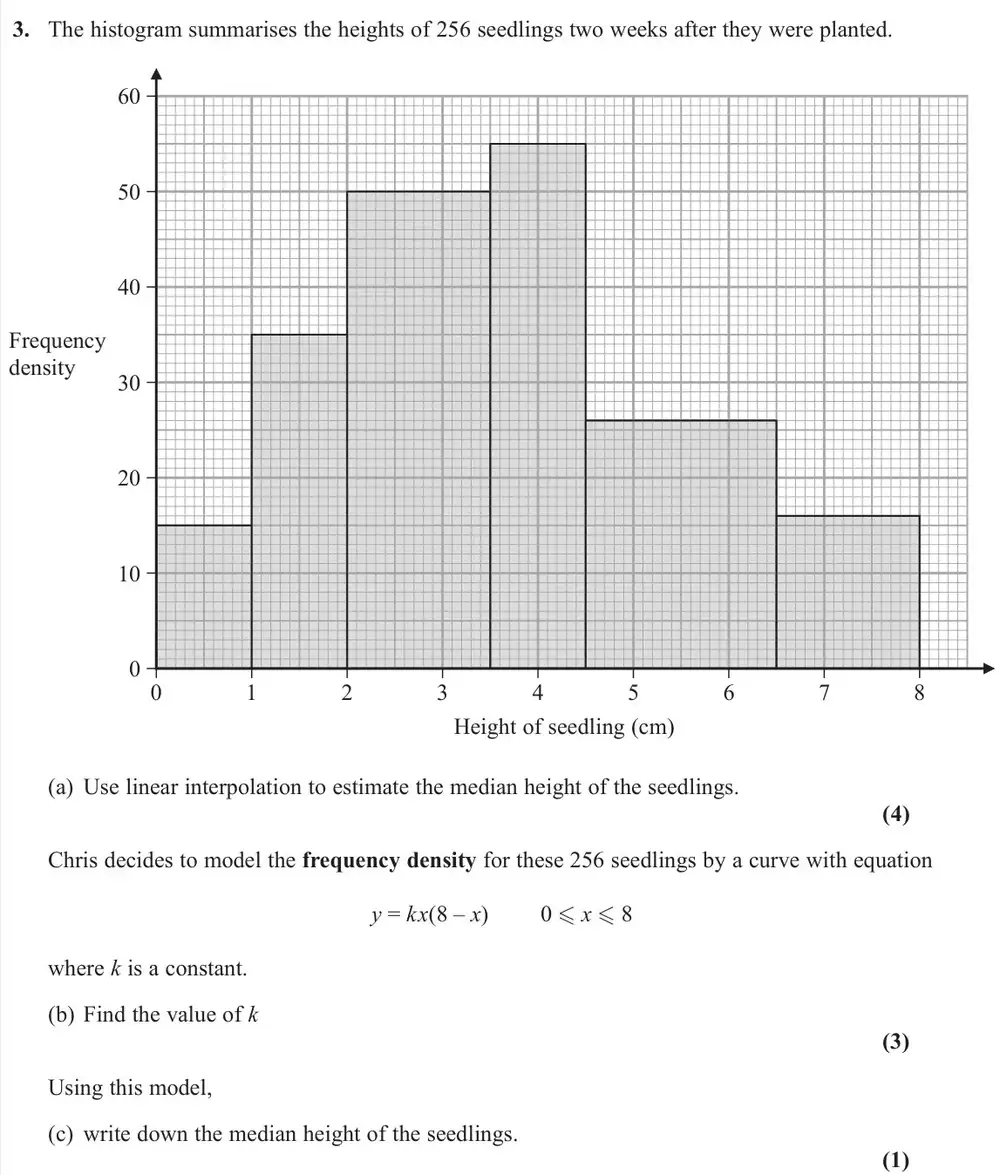 3. The histogram summarises the heights of 256 seedlings two weeks after they were planted.
60
50
40
Frequency
density
30
20
10
0
0 1 2 3 4 5 6 7 8
Height of seedling (cm)
(a) Use linear interpolation to estimate the median height of the seedlings.
(4)
Chris decides to model the frequency density for these 256 seedlings by a curve with equation
y = kx(8 – x) 0 ⩽ x ⩽ 8
where k is a constant.
(b) Find the value of k
(3)
Using this model,
(c) write down the median height of the seedlings.
(1)